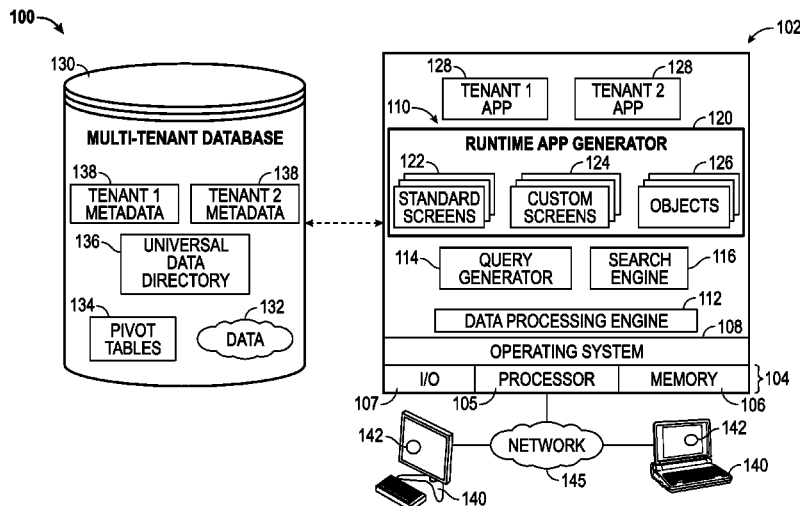 100
102
130
128
128
TENANT 1
APP
TENANT 2
APP
110
120
MULTI-TENANT DATABASE
RUNTIME APP GENERATOR
122
124
126
138
138
TENANT 1
METADATA
TENANT 2
METADATA
STANDARD
SCREENS
CUSTOM
SCREENS
OBJECTS
136
UNIVERSAL
DATA
DIRECTORY
114
QUERY
GENERATOR
SEARCH
ENGINE
116
134
132
112
PIVOT
TABLES
DATA
DATA PROCESSING ENGINE
108
OPERATING SYSTEM
I/O
PROCESSOR
MEMORY
104
107
105
106
142
NETWORK
142
145
140
140